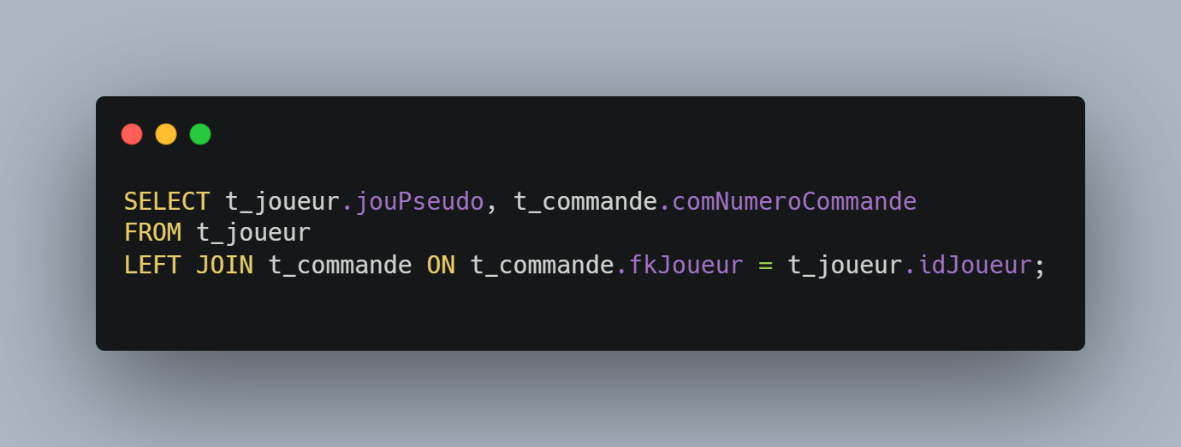 SELECT t_joueur.jouPseudo, t_commande.comNumeroCommande
FROM t_joueur
LEFT JOIN t_commande ON t_commande.fkJoueur = t_joueur.idJoueur;